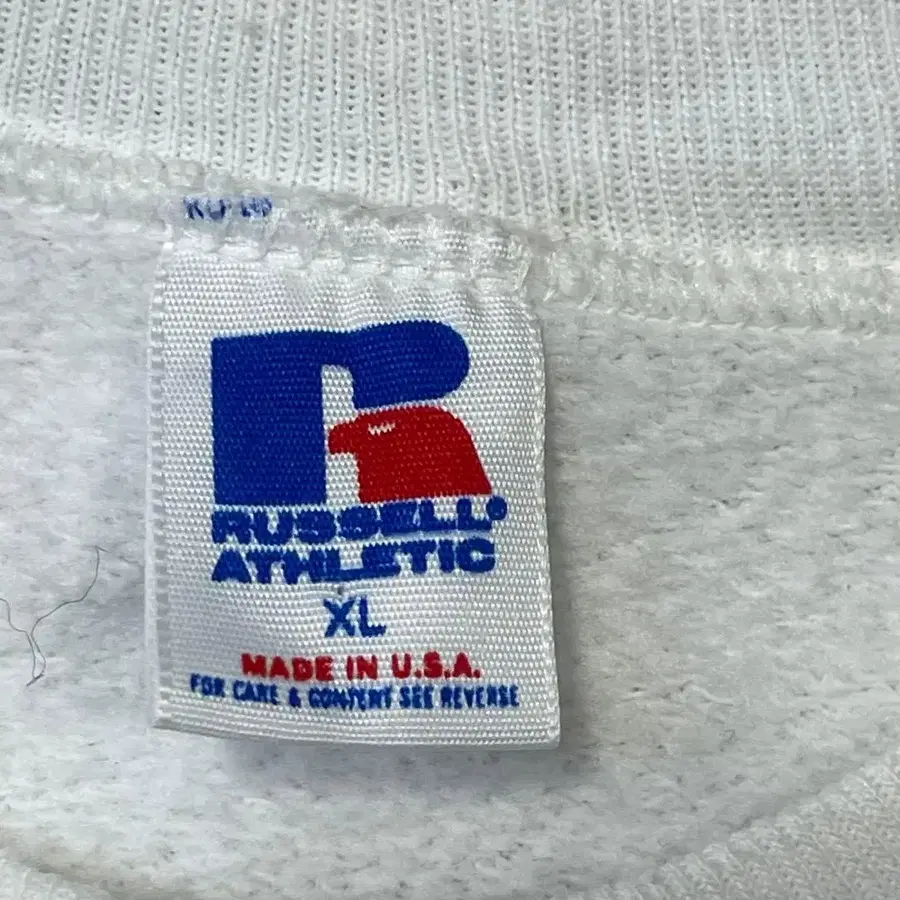 RUSSELL®
ATHLETIC
XL
MADE IN U.S.A.
FOR CARE & CONTENT SEE REVERSE